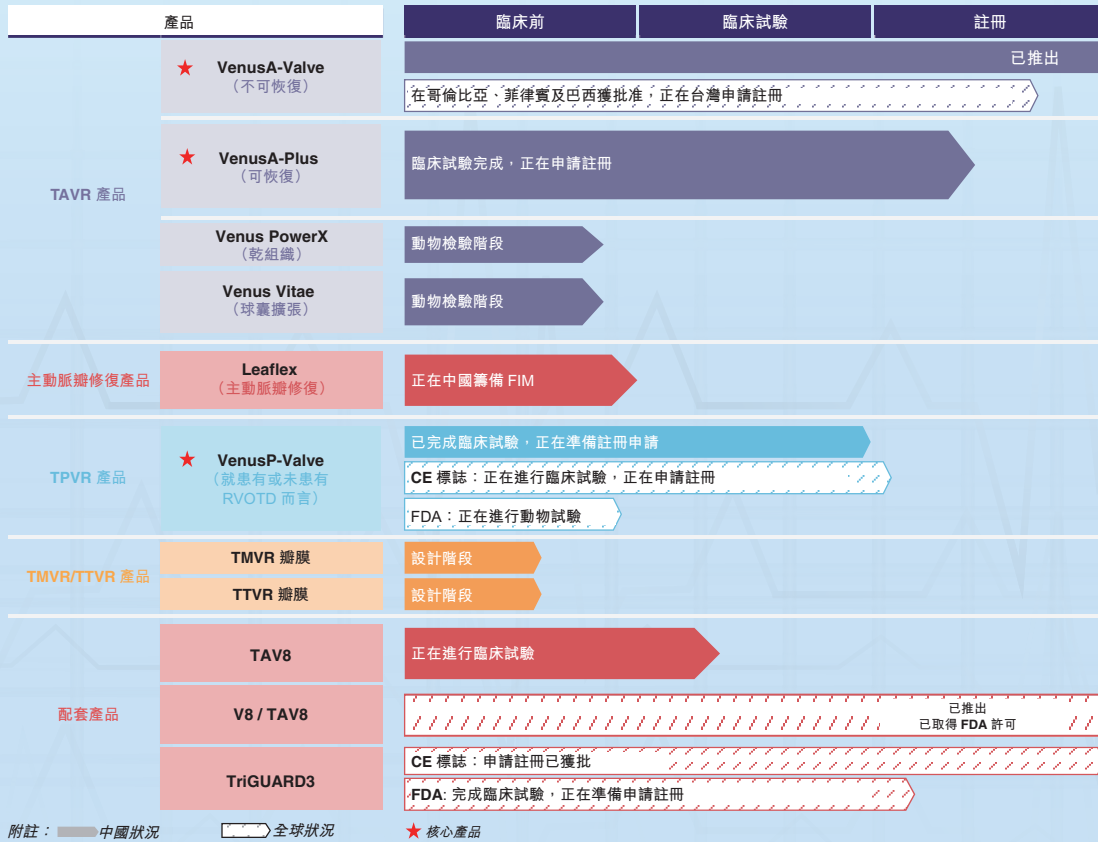 產品
臨床前
臨床試驗
註冊
TAVR 產品
VenusA-Valve
（不可恢復）
已推出
在哥倫比亞、菲律賓及巴西獲批准，正在台灣申請註冊
VenusA-Plus
（可恢復）
臨床試驗完成，正在申請註冊
Venus PowerX
（乾組織）
動物檢驗階段
Venus Vitae
（球囊擴張）
動物檢驗階段
主動脈瓣修復產品
Leaflex
（主動脈瓣修復）
正在中國籌備 FIM
TPVR 產品
VenusP-Valve
（就患有或未患有
RVOTD 而言）
已完成臨床試驗，正在準備註冊申請
CE 標誌：正在進行臨床試驗，正在申請註冊
FDA：正在進行動物試驗
TMVR/TTVR 產品
TMVR 瓣膜
設計階段
TTVR 瓣膜
設計階段
配套產品
TAV8
正在進行臨床試驗
V8 / TAV8
已推出
已取得 FDA 許可
TriGUARD3
CE 標誌：申請註冊已獲批
FDA: 完成臨床試驗，正在準備申請註冊
附註：
中國狀況
全球狀況
核心產品